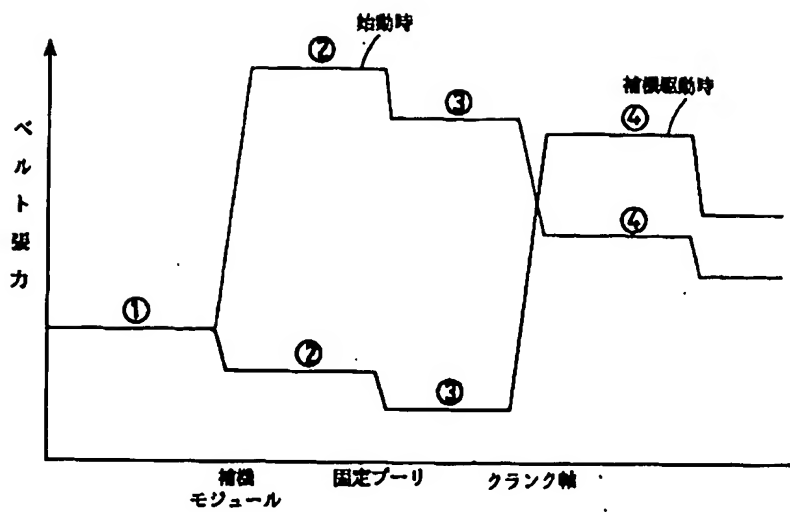 始動時
②
③
補機駆動時
④
ベルト張力
④
①
②
③
補機
モジュール
固定プーリ
クランク軸